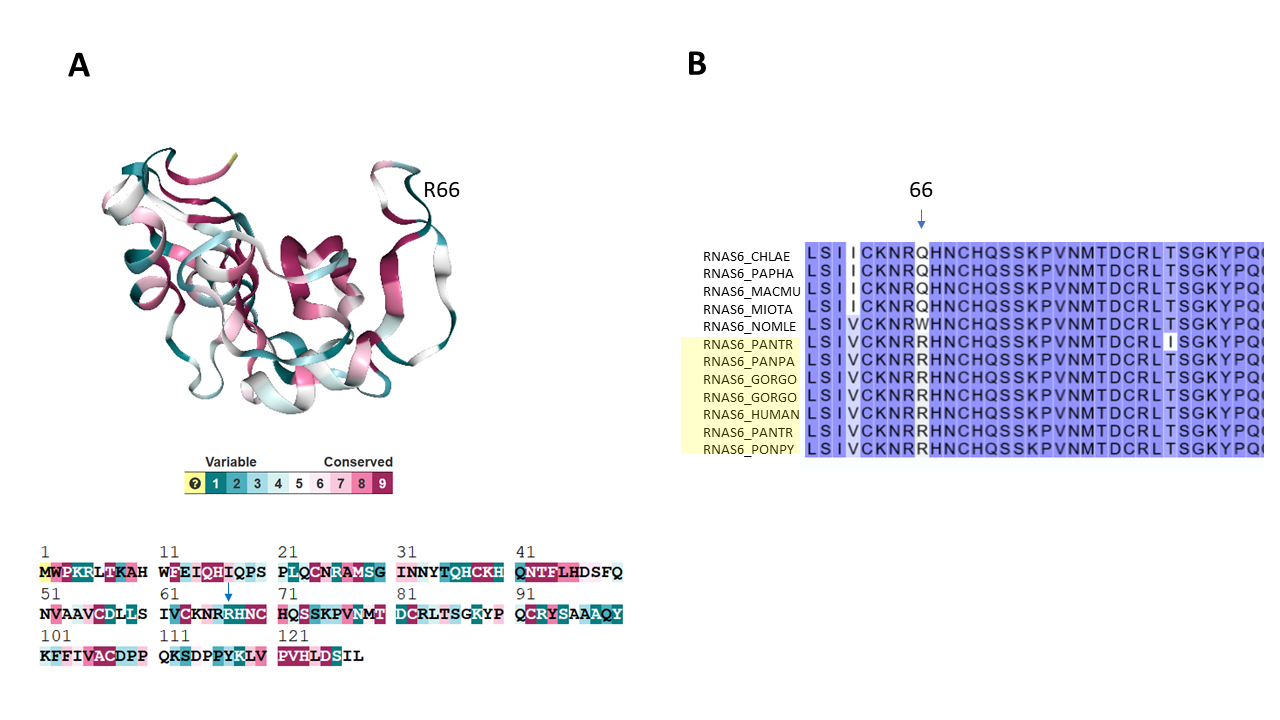 A
B
R66
66
RNAS6_CHLAE LSIICKNRQHNCHQSSKPVNMTDCRLTSGKYPQ
RNAS6_PAPHA LSIICKNRQHNCHQSSKPVNMTDCRLTSGKYPQ
RNAS6_MACMU LSIICKNRQHNCHQSSKPVNMTDCRLTSGKYPQ
RNAS6_MIOTA LSIICKNRQHNCHQSSKPVNMTDCRLTSGKYPQ
RNAS6_NOMLE LSIVCKNRWHNCHQSSKPVNMTDCRLTSGKYPQ
RNAS6_PANTR LSIVCKNRRHNCHQSSKPVNMTDCRLISGKYPQ
RNAS6_PANPA LSIVCKNRRHNCHQSSKPVNMTDCRLTSGKYPQ
RNAS6_GORGO LSIVCKNRRHNCHQSSKPVNMTDCRLTSGKYPQ
RNAS6_GORGO LSIVCKNRRHNCHQSSKPVNMTDCRLTSGKYPQ
RNAS6_HUMAN LSIVCKNRRHNCHQSSKPVNMTDCRLTSGKYPQ
RNAS6_PANTR LSIVCKNRRHNCHQSSKPVNMTDCRLTSGKYPQ
RNAS6_PONPY LSIVCKNRRHNCHQSSKPVNMTDCRLTSGKYPQ
Variable Conserved
? 1 2 3 4 5 6 7 8 9
1 11 21 31 41
MWPKRLTKAH WFEIQHIQPS PLQCNRAMSG INNYTQHCKH QNTFLHDSFQ
51 61 71 81 91
NVAAVCDLLS IVCKNRRHNC HQSSKPVNMT DCRLTSGKYP QCRYSAAAQY
101 111 121
KFFIVACDPP QKSDPPYKLV PVHLDSIL